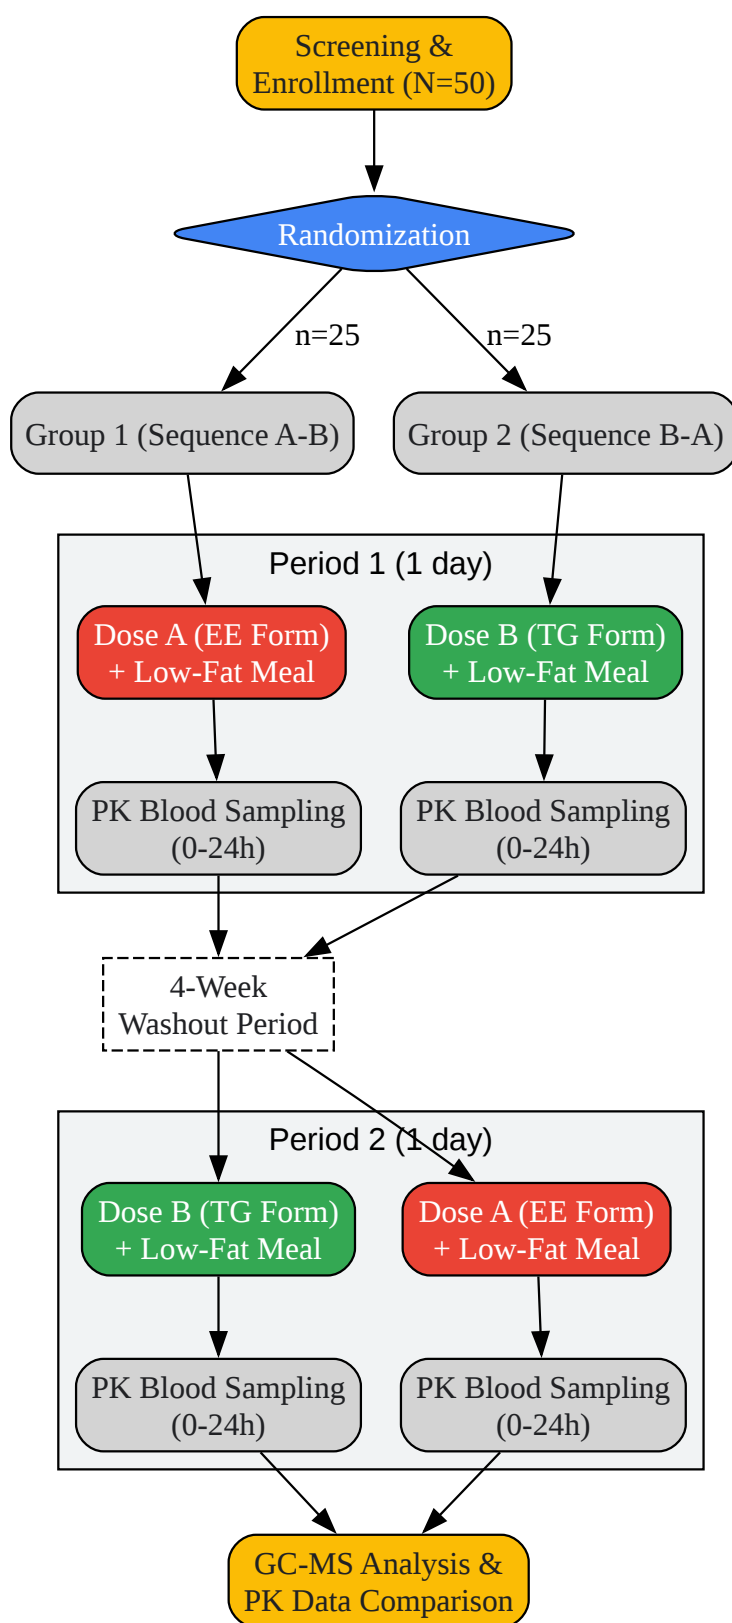 Screening &
Enrollment (N=50)
Randomization
n=25
n=25
Group 1 (Sequence A-B)
Group 2 (Sequence B-A)
Period 1 (1 day)
Dose A (EE Form)
+ Low-Fat Meal
Dose B (TG Form)
+ Low-Fat Meal
PK Blood Sampling
(0-24h)
PK Blood Sampling
(0-24h)
4-Week
Washout Period
Period 2 (1 day)
Dose B (TG Form)
+ Low-Fat Meal
Dose A (EE Form)
+ Low-Fat Meal
PK Blood Sampling
(0-24h)
PK Blood Sampling
(0-24h)
GC-MS Analysis &
PK Data Comparison